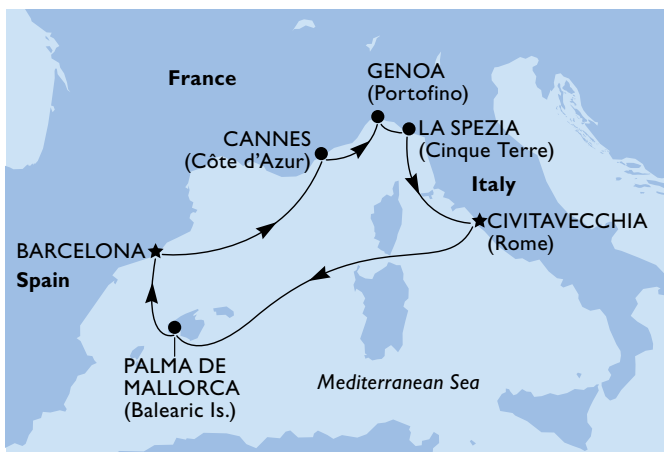 France
GENOA
(Portofino)
CANNES
(Côte d'Azur)
LA SPEZIA
(Cinque Terre)
Italy
CIVITAVECCHIA
(Rome)
BARCELONA
Spain
PALMA DE
MALLORCA
(Balearic Is.)
Mediterranean Sea